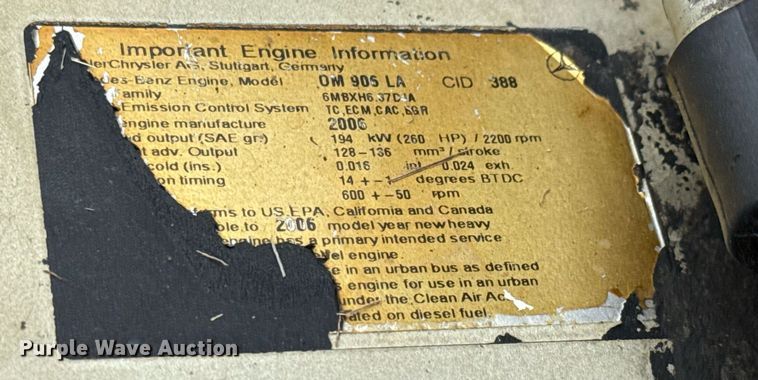 Important Engine Information
lerChrysler AG, Stuttgart, Germany
des-Benz Engine, Model OM 906 LA CID 388
amily 6MBXH6.37DJA
Emission Control System TC, ECM, CAC, EGR
engine manufacture 2006
d output (SAE gr.) 194 kW (260 HP) / 2200 rpm
at adv. Output 128-136 mm³ / stroke
cold (ins.) 0.016 int. 0.024 exh.
on timing 14 +-1 degrees BTDC
600 +-50 rpm
ms to US EPA, California and Canada
ble to 2006 model year new heavy
engine has a primary intended service
el engine.
e in an urban bus as defined
s engine for use in an urban
under the Clean Air Ac
ated on diesel fuel.
Purple Wave Auction